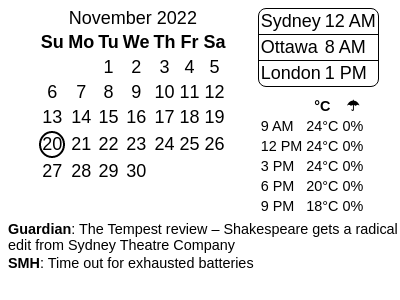 November 2022
Su Mo Tu We Th Fr Sa
1 2 3 4 5
6 7 8 9 10 11 12
13 14 15 16 17 18 19
20 21 22 23 24 25 26
27 28 29 30
Sydney 12 AM
Ottawa 8 AM
London 1 PM
°C ☂
9 AM 24°C 0%
12 PM 24°C 0%
3 PM 24°C 0%
6 PM 20°C 0%
9 PM 18°C 0%
Guardian: The Tempest review – Shakespeare gets a radical
edit from Sydney Theatre Company
SMH: Time out for exhausted batteries